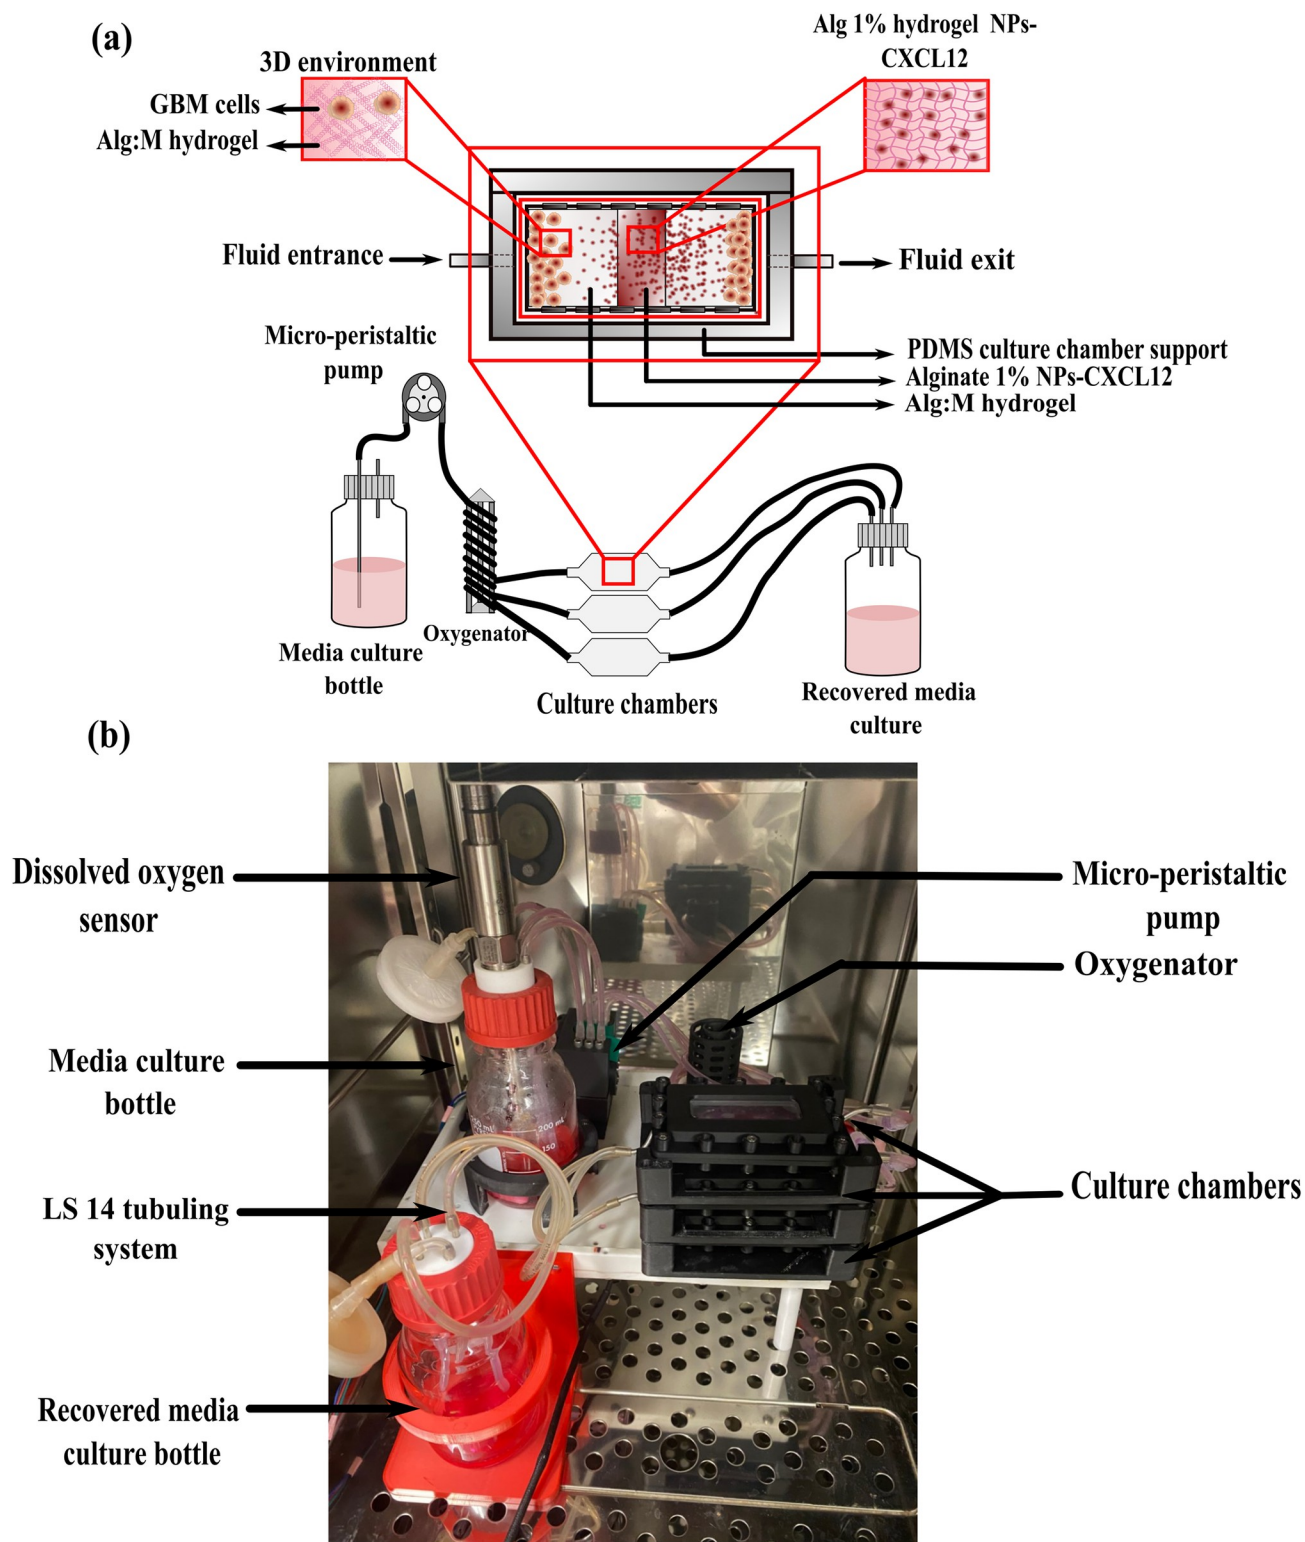 (a)
Alg 1% hydrogel NPs-
CXCL12
3D environment
GBM cells
Alg:M hydrogel
Fluid entrance
Fluid exit
Micro-peristaltic
pump
PDMS culture chamber support
Alginate 1% NPs-CXCL12
Alg:M hydrogel
Oxygenator
Media culture
bottle
Culture chambers
Recovered media
culture
(b)
Dissolved oxygen
sensor
Micro-peristaltic
pump
Oxygenator
Media culture
bottle
200 ml
150
Culture chambers
LS 14 tubuling
system
Recovered media
culture bottle